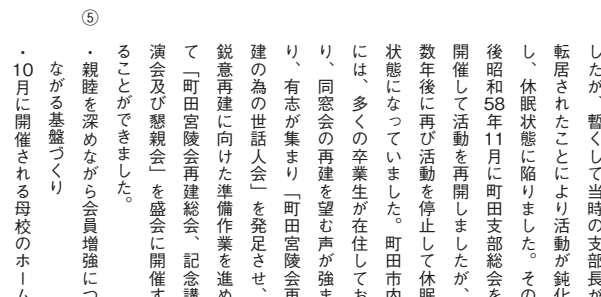 したが、暫くして当時の支部長が
転居されたことにより活動が鈍化
し、休眠状態に陥りました。その
後昭和58年11月に町田支部総会を
開催して活動を再開しましたが、
数年後に再び活動を停止して休眠
状態になっていました。町田市内
には、多くの卒業生が在住してお
り、同窓会の再建を望む声が強ま
り、有志が集まり「町田宮陵会再
建の為の世話人会」を発足させ、
鋭意再建に向けた準備作業を進め
て「町田宮陵会再建総会、記念講
演会及び懇親会」を盛会に開催す
ることができました。
⑤
・親睦を深めながら会員増強につ
ながる基盤づくり
・10月に開催される母校のホーム